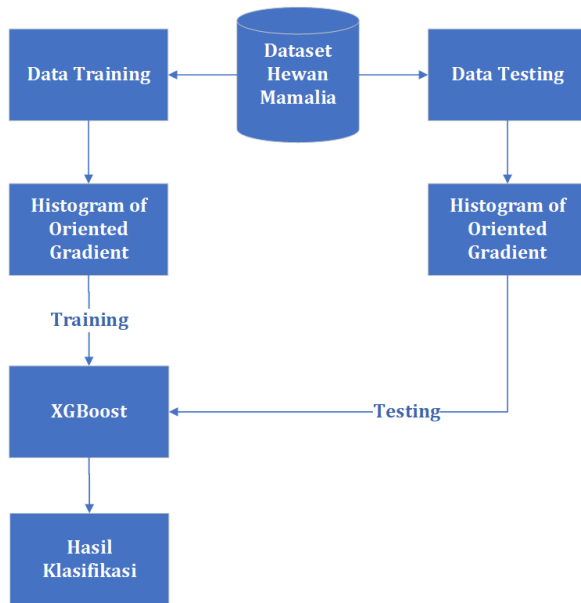 Dataset
Hewan
Mamalia
Data Training
Data Testing
Histogram of
Oriented
Gradient
Histogram of
Oriented
Gradient
Training
Testing
XGBoost
Hasil
Klasifikasi